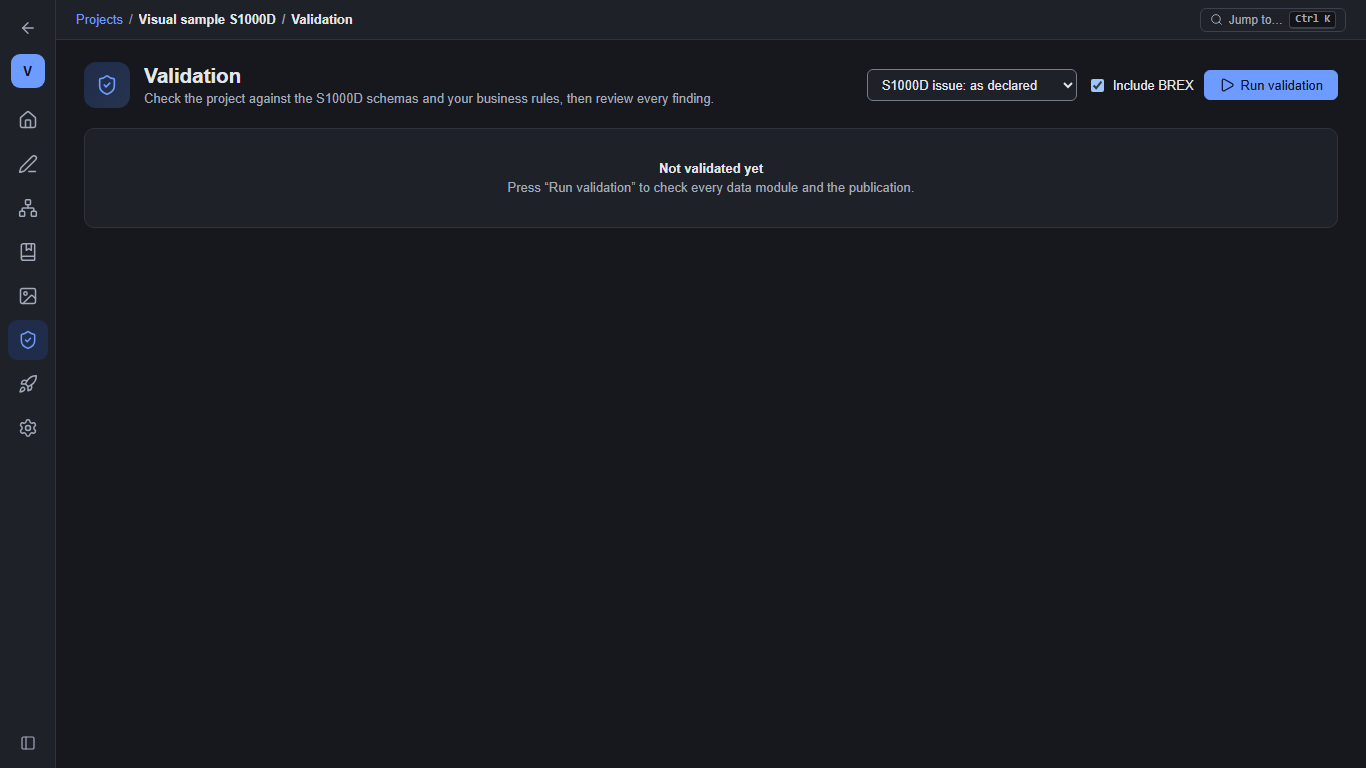 Projects / Visual sample S1000D / Validation
Jump to... Ctrl K
V
Validation
Check the project against the S1000D schemas and your business rules, then review every finding.
S1000D issue: as declared
Include BREX
Run validation
Not validated yet
Press “Run validation” to check every data module and the publication.